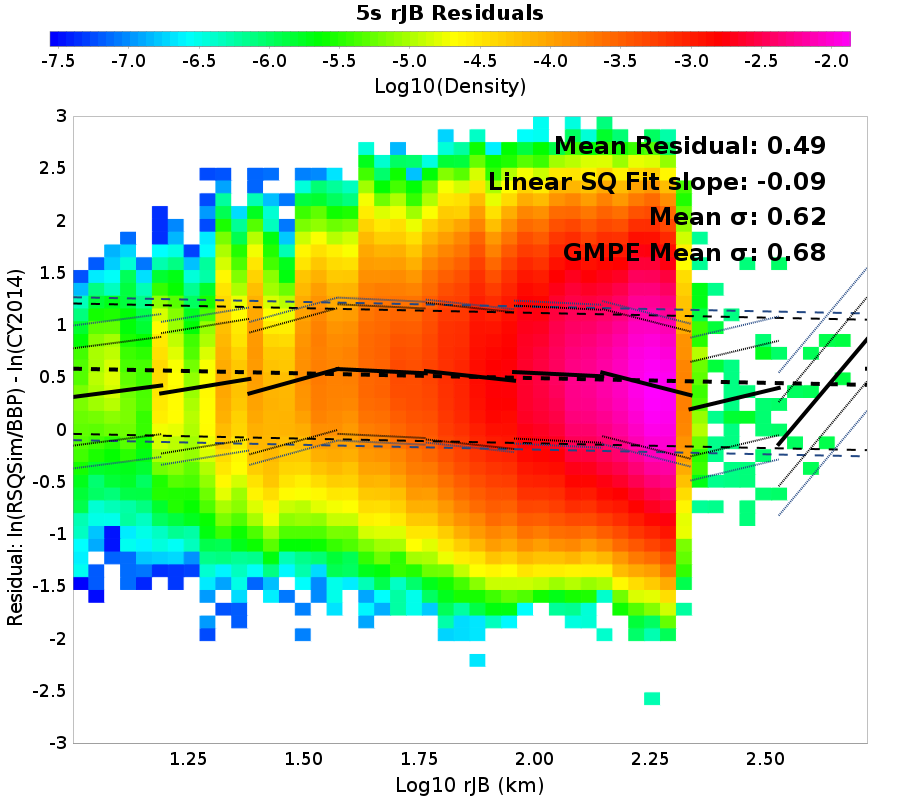 5s rJB Residuals
-7.5 -7.0 -6.5 -6.0 -5.5 -5.0 -4.5 -4.0 -3.5 -3.0 -2.5 -2.0
Log10(Density)
Mean Residual: 0.49
Linear SQ Fit slope: -0.09
Mean σ: 0.62
GMPE Mean σ: 0.68
Residual: ln(RSQSim/BBP) - ln(CY2014)
3
2.5
2
1.5
1
0.5
0
-0.5
-1
-1.5
-2
-2.5
-3
1.25 1.50 1.75 2.00 2.25 2.50
Log10 rJB (km)